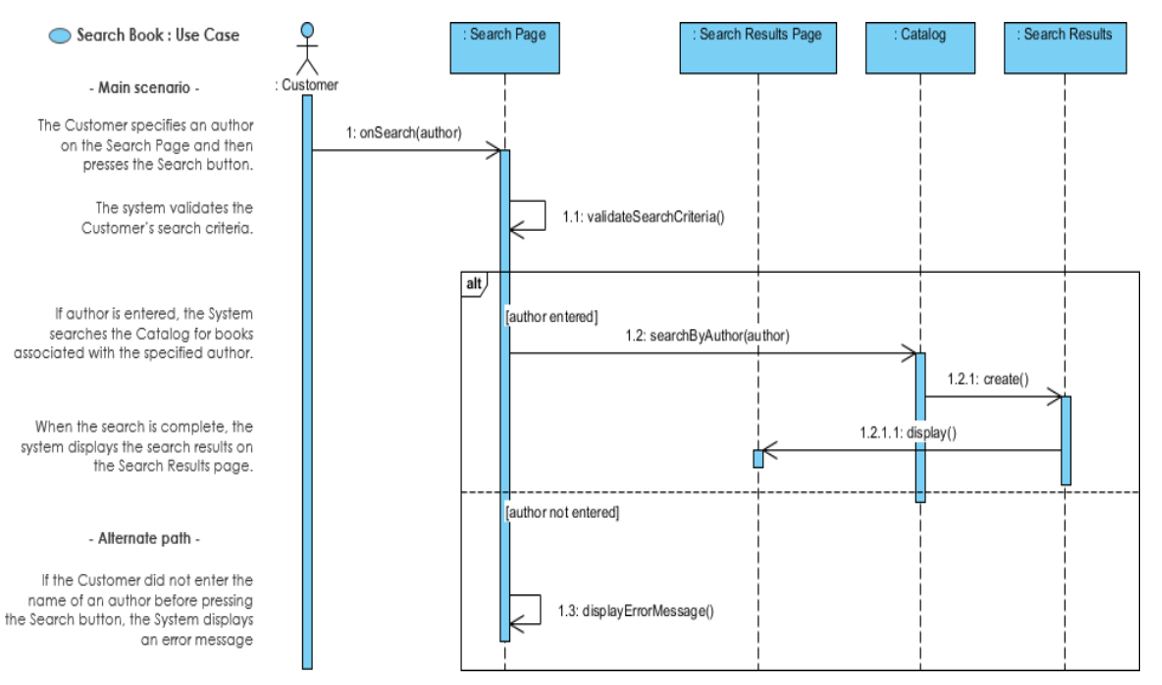 Search Book : Use Case
: Customer
: Search Page
: Search Results Page
: Catalog
: Search Results
- Main scenario -
The Customer specifies an author
on the Search Page and then
presses the Search button.
1: onSearch(author)
The system validates the
Customer's search criteria.
1.1: validateSearchCriteria()
alt
If author is entered, the System
searches the Catalog for books
associated with the specified author.
[author entered]
1.2: searchByAuthor(author)
1.2.1: create()
When the search is complete, the
system displays the search results on
the Search Results page.
1.2.1.1: display()
[author not entered]
- Alternate path -
If the Customer did not enter the
name of an author before pressing
the Search button, the System displays
an error message
1.3: displayErrorMessage()